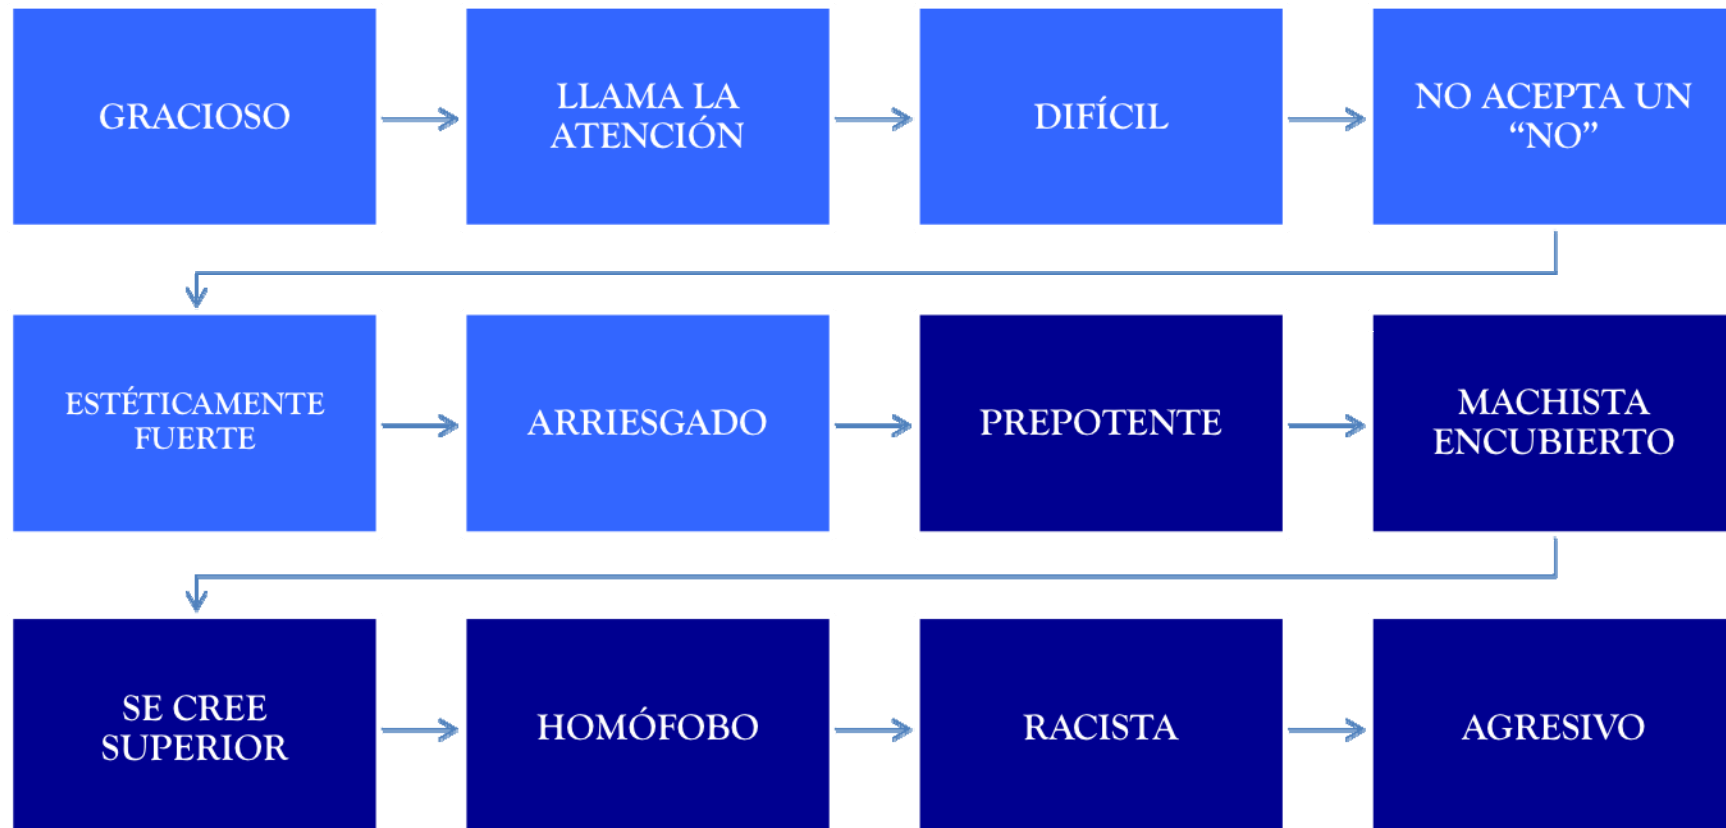 GRACIOSO
LLAMA LA
ATENCIÓN
DIFÍCIL
NO ACEPTA UN
“NO”
ESTÉTICAMENTE
FUERTE
ARRIESGADO
PREPOTENTE
MACHISTA
ENCUBIERTO
SE CREE
SUPERIOR
HOMÓFOBO
RACISTA
AGRESIVO